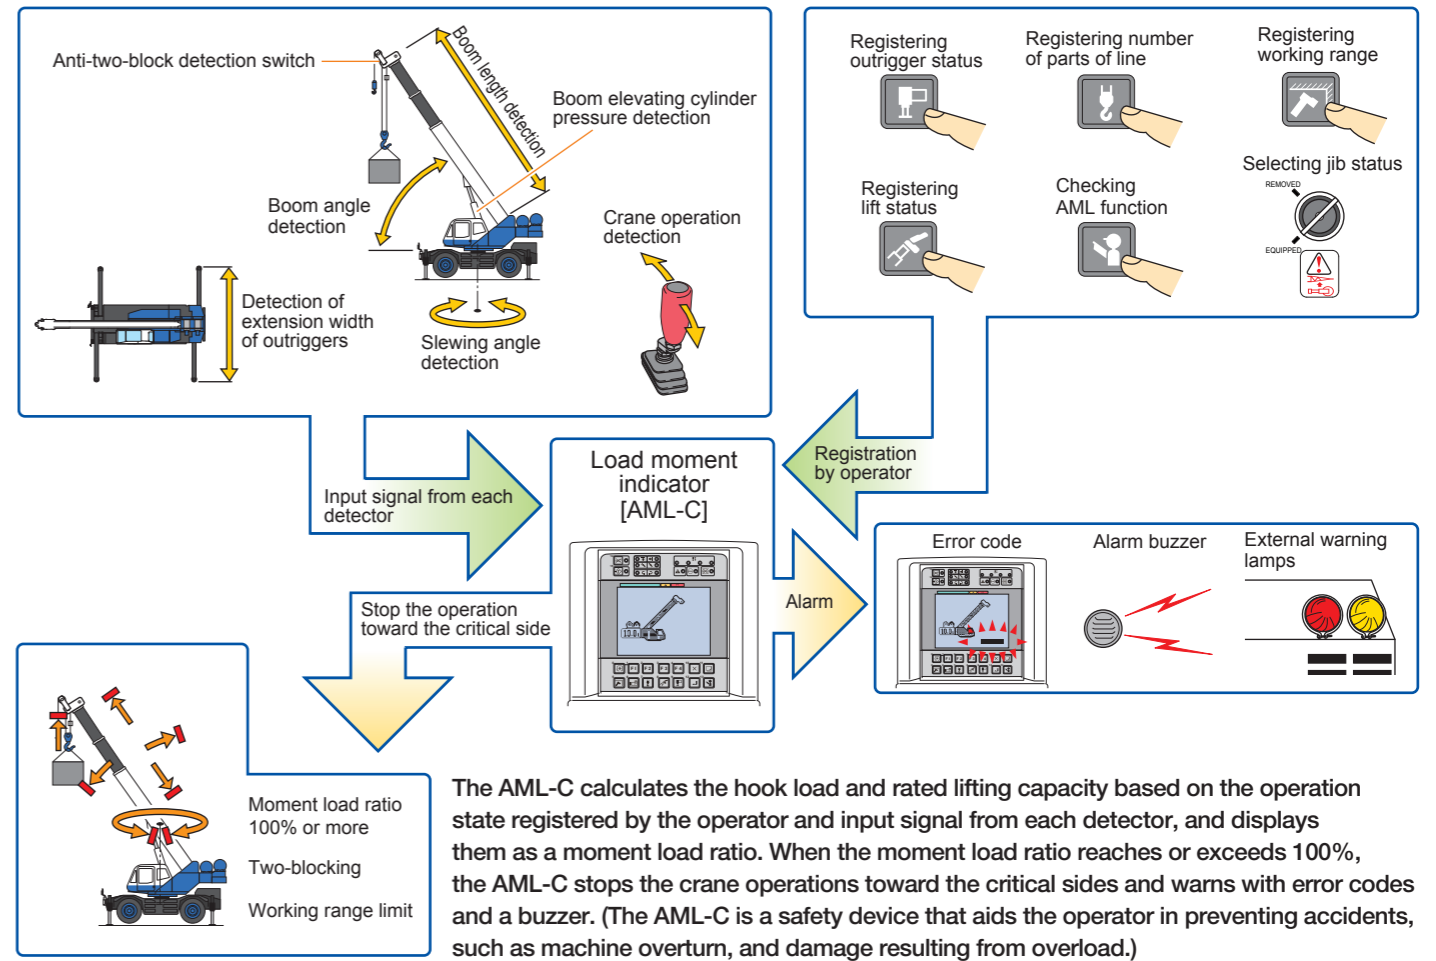 Anti-two-block detection switch
Boom length detection
Boom elevating cylinder
pressure detection
Boom angle
detection
Crane operation
detection
Detection of
extension width
of outriggers
Slewing angle
detection
Registering
outrigger status
Registering number
of parts of line
Registering
working range
Registering
lift status
Checking
AML function
Selecting jib status
REMOVED
EQUIPPED
Input signal from each
detector
Load moment
indicator
[AML-C]
Registration
by operator
Stop the operation
toward the critical side
Alarm
Error code
Alarm buzzer
External warning
lamps
Moment load ratio
100% or more
Two-blocking
Working range limit
The AML-C calculates the hook load and rated lifting capacity based on the operation
state registered by the operator and input signal from each detector, and displays
them as a moment load ratio. When the moment load ratio reaches or exceeds 100%,
the AML-C stops the crane operations toward the critical sides and warns with error codes
and a buzzer. (The AML-C is a safety device that aids the operator in preventing accidents,
such as machine overturn, and damage resulting from overload.)